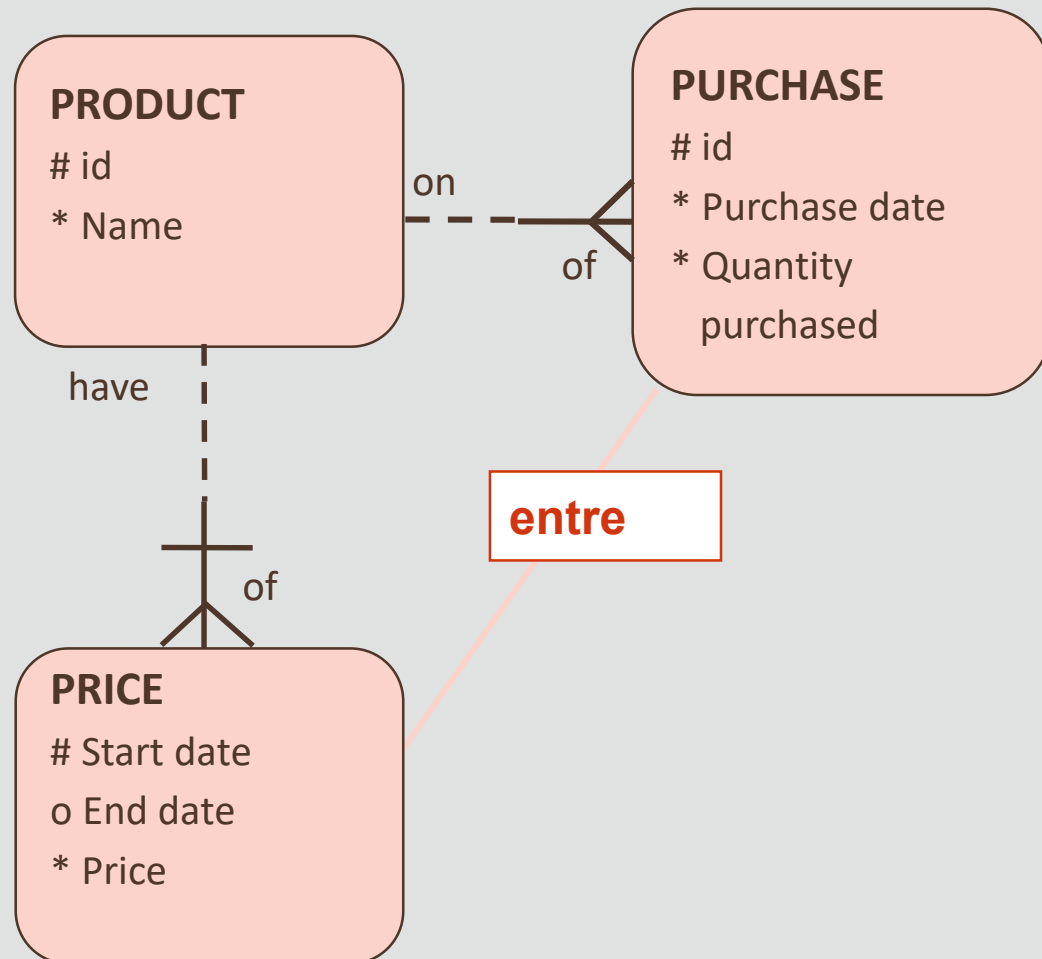 PRODUCT
# id
* Name
on
of
PURCHASE
# id
* Purchase date
* Quantity
purchased
have
of
entre
PRICE
# Start date
o End date
* Price